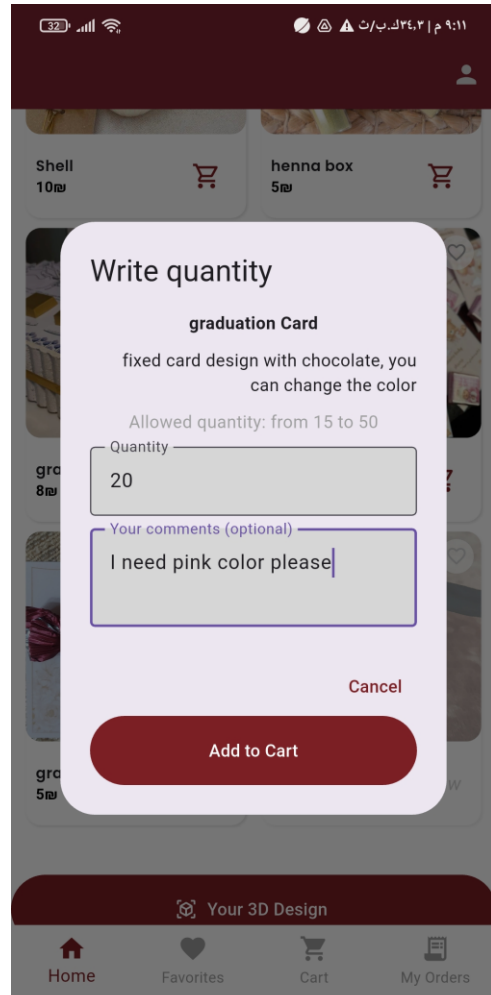 ٩:١١ م | ٣٤,٣ك.ب/ث
32
Shell
10₪
henna box
5₪
Write quantity
graduation Card
fixed card design with chocolate, you
can change the color
Allowed quantity: from 15 to 50
Quantity
20
Your comments (optional)
I need pink color please
Cancel
Add to Cart
gra
8₪
gra
5₪
Your 3D Design
Home
Favorites
Cart
My Orders